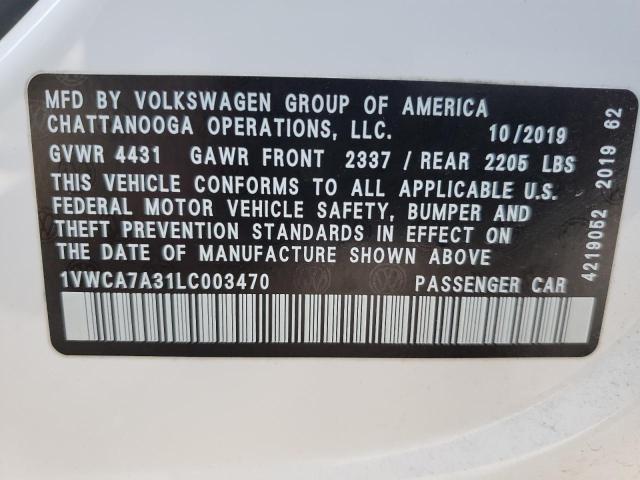 MFD BY VOLKSWAGEN GROUP OF AMERICA
CHATTANOOGA OPERATIONS, LLC. 10/2019
GVWR 4431 GAWR FRONT 2337 / REAR 2205 LBS
THIS VEHICLE CONFORMS TO ALL APPLICABLE U.S.
FEDERAL MOTOR VEHICLE SAFETY, BUMPER AND
THEFT PREVENTION STANDARDS IN EFFECT ON
THE DATE OF MANUFACTURE SHOWN ABOVE
1VWCA7A31LC003470 PASSENGER CAR
4219052 2019 62